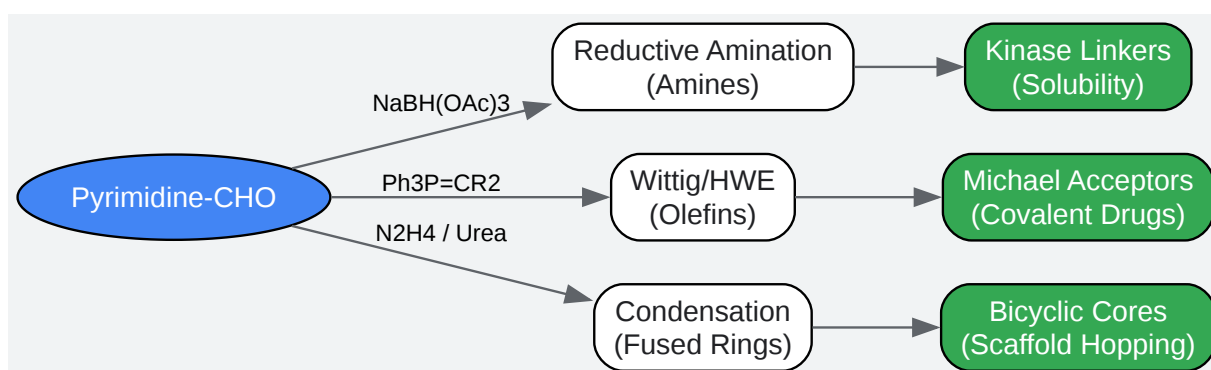 Pyrimidine-CHO
NaBH(OAc)3
Reductive Amination
(Amines)
Kinase Linkers
(Solubility)
Ph3P=CR2
Wittig/HWE
(Olefins)
Michael Acceptors
(Covalent Drugs)
N2H4 / Urea
Condensation
(Fused Rings)
Bicyclic Cores
(Scaffold Hopping)